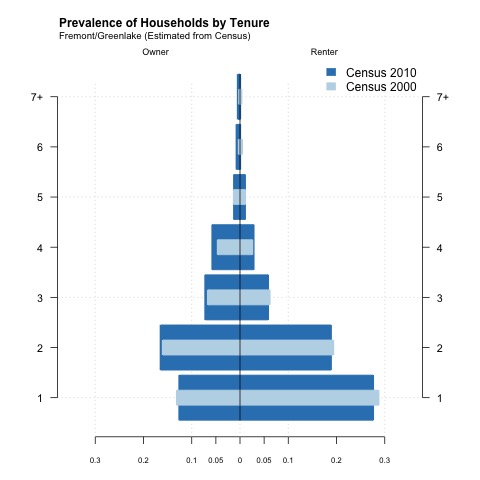 Prevalence of Households by Tenure
Fremont/Greenlake (Estimated from Census)
Owner Renter
Census 2010
Census 2000
7+ 7+
6 6
5 5
4 4
3 3
2 2
1 1
0.3 0.2 0.1 0.05 0 0.05 0.1 0.2 0.3